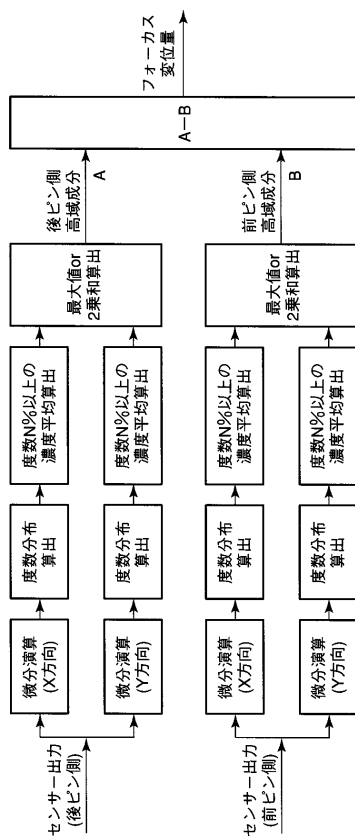 センサー出力
(後ピン側)
微分演算
(X方向)
度数分布
算出
度数N%以上の
濃度平均算出
微分演算
(Y方向)
度数分布
算出
度数N%以上の
濃度平均算出
最大値or
2乗和算出
後ピン側
高域成分
A
センサー出力
(前ピン側)
微分演算
(X方向)
度数分布
算出
度数N%以上の
濃度平均算出
微分演算
(Y方向)
度数分布
算出
度数N%以上の
濃度平均算出
最大値or
2乗和算出
前ピン側
高域成分
B
A－B
フォーカス
変位量